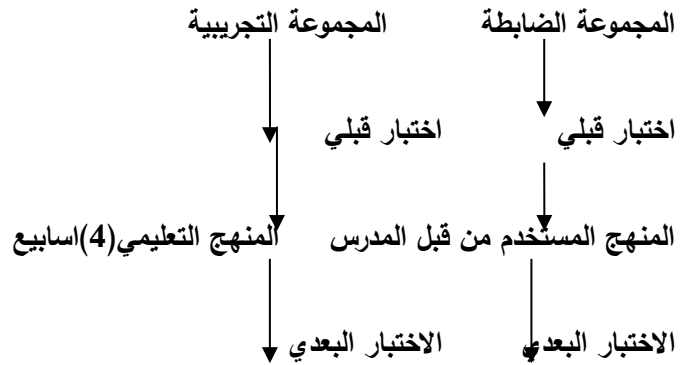 المجموعة الضابطة المجموعة التجريبية
اختبار قبلي اختبار قبلي
المنهج المستخدم من قبل المدرس المنهج التعليمي(4)اسابيع
الاختبار البعدي الاختبار البعدي